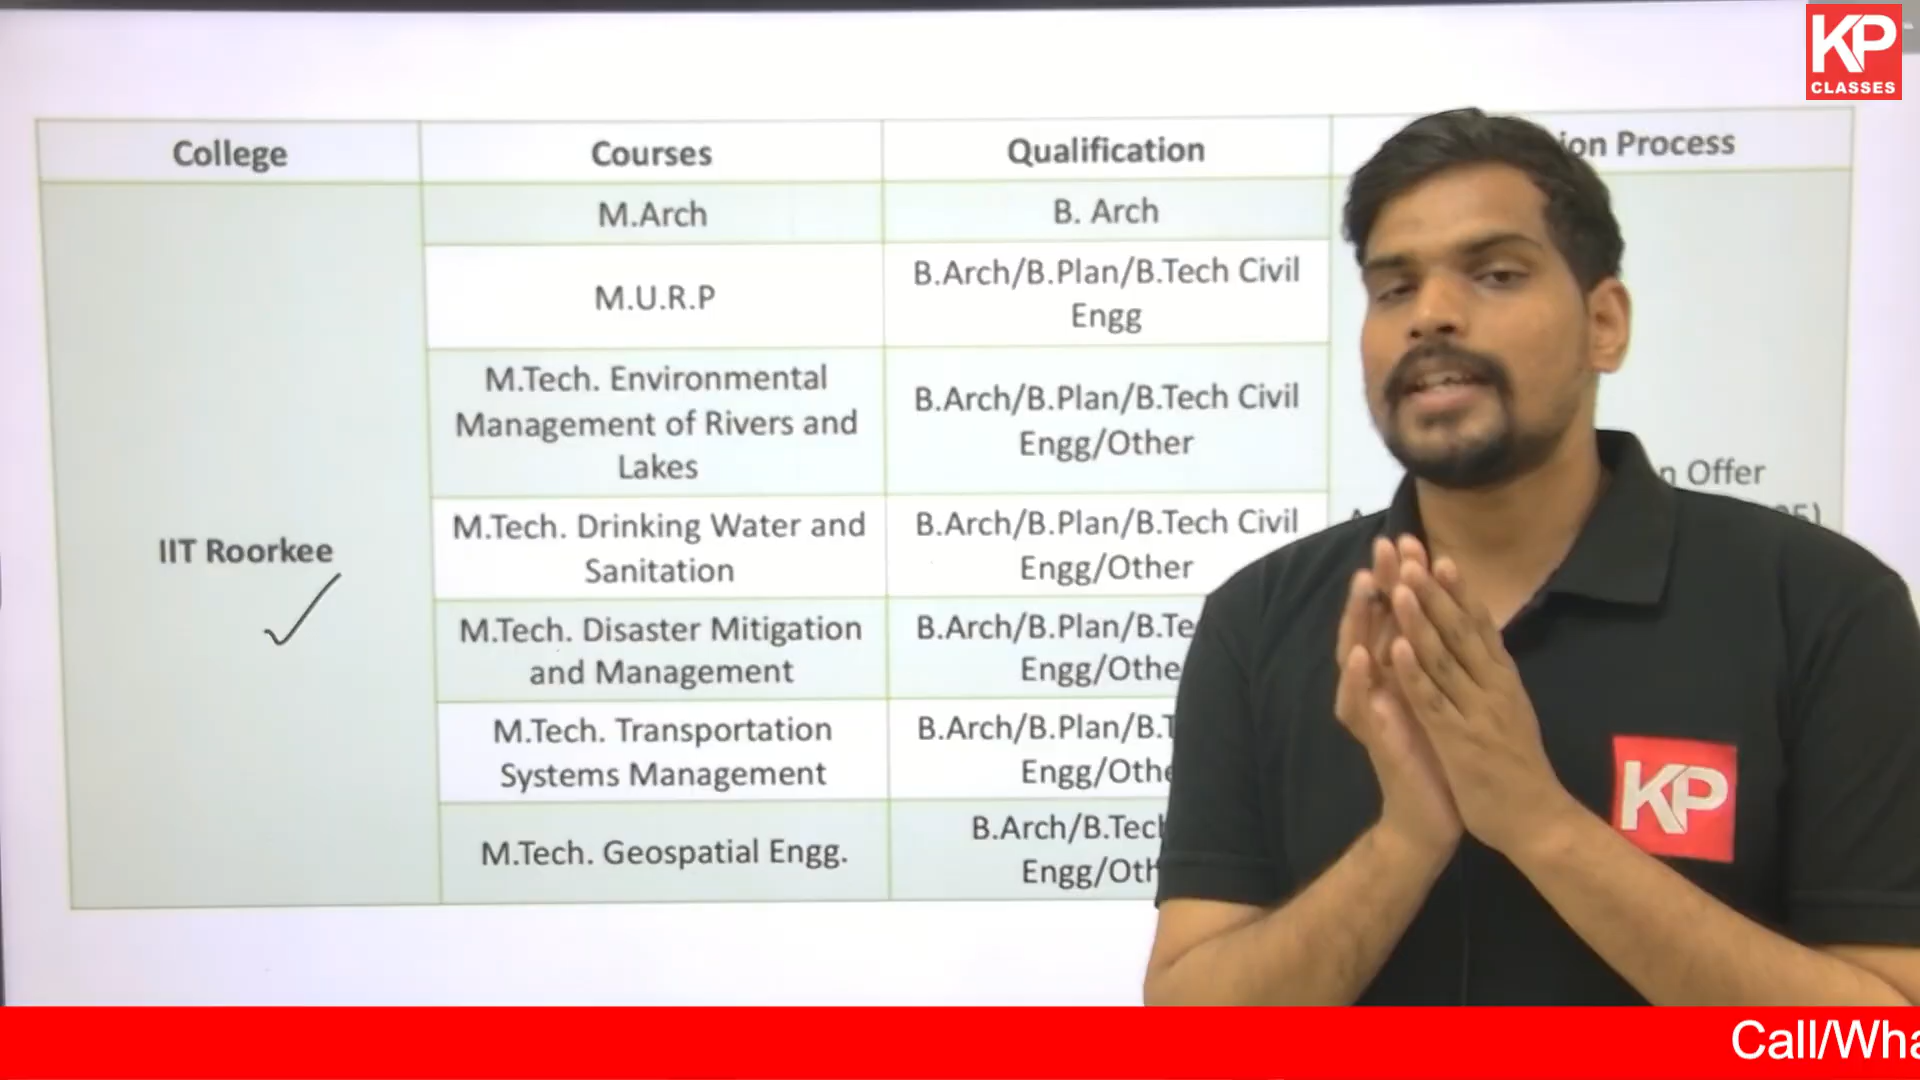 KP
CLASSES
College
Courses
Qualification
Process
IIT Roorkee
M.Arch
B. Arch
M.U.R.P
B.Arch/B.Plan/B.Tech Civil
Engg
M.Tech. Environmental
Management of Rivers and
Lakes
B.Arch/B.Plan/B.Tech Civil
Engg/Other
M.Tech. Drinking Water and
Sanitation
B.Arch/B.Plan/B.Tech Civil
Engg/Other
M.Tech. Disaster Mitigation
and Management
B.Arch/B.Plan/B.Te
Engg/Othe
M.Tech. Transportation
Systems Management
B.Arch/B.Plan/B.T
Engg/Othe
M.Tech. Geospatial Engg.
B.Arch/B.Tech
Engg/Oth
Offer
KP
Call/Wha